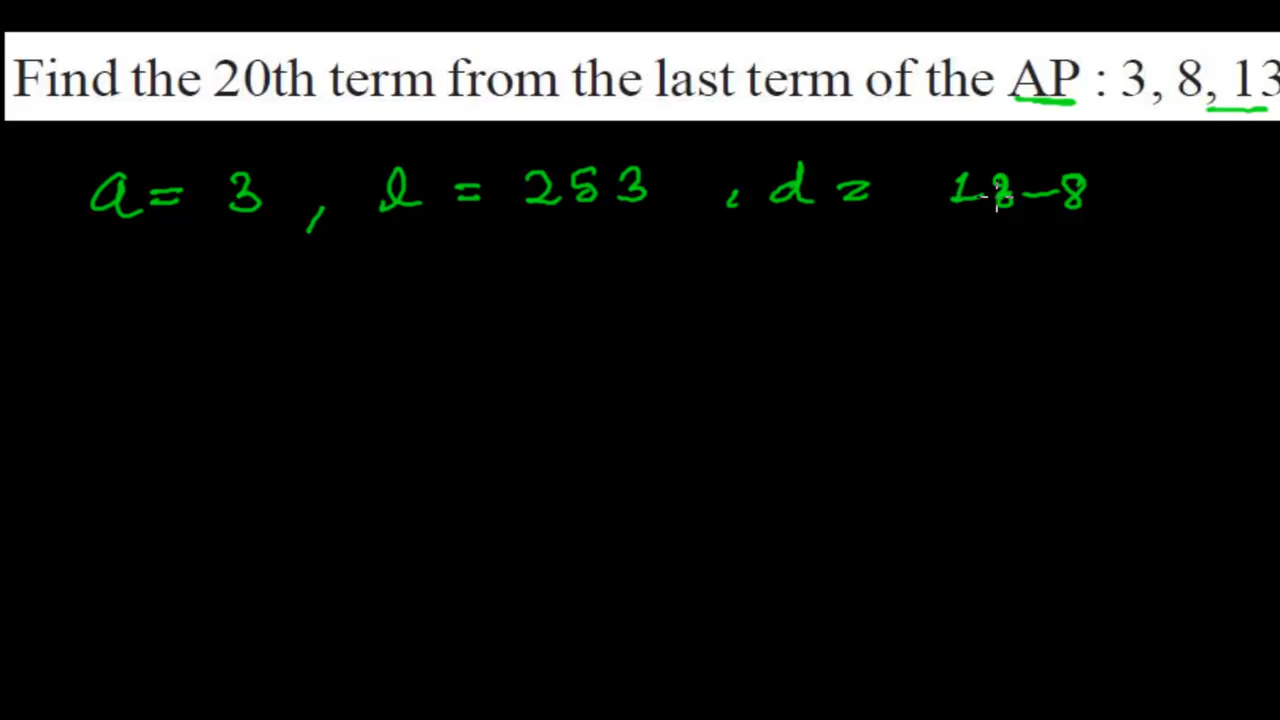 Find the 20th term from the last term of the AP : 3, 8, 13
a = 3 , l = 253 , d = 13-8